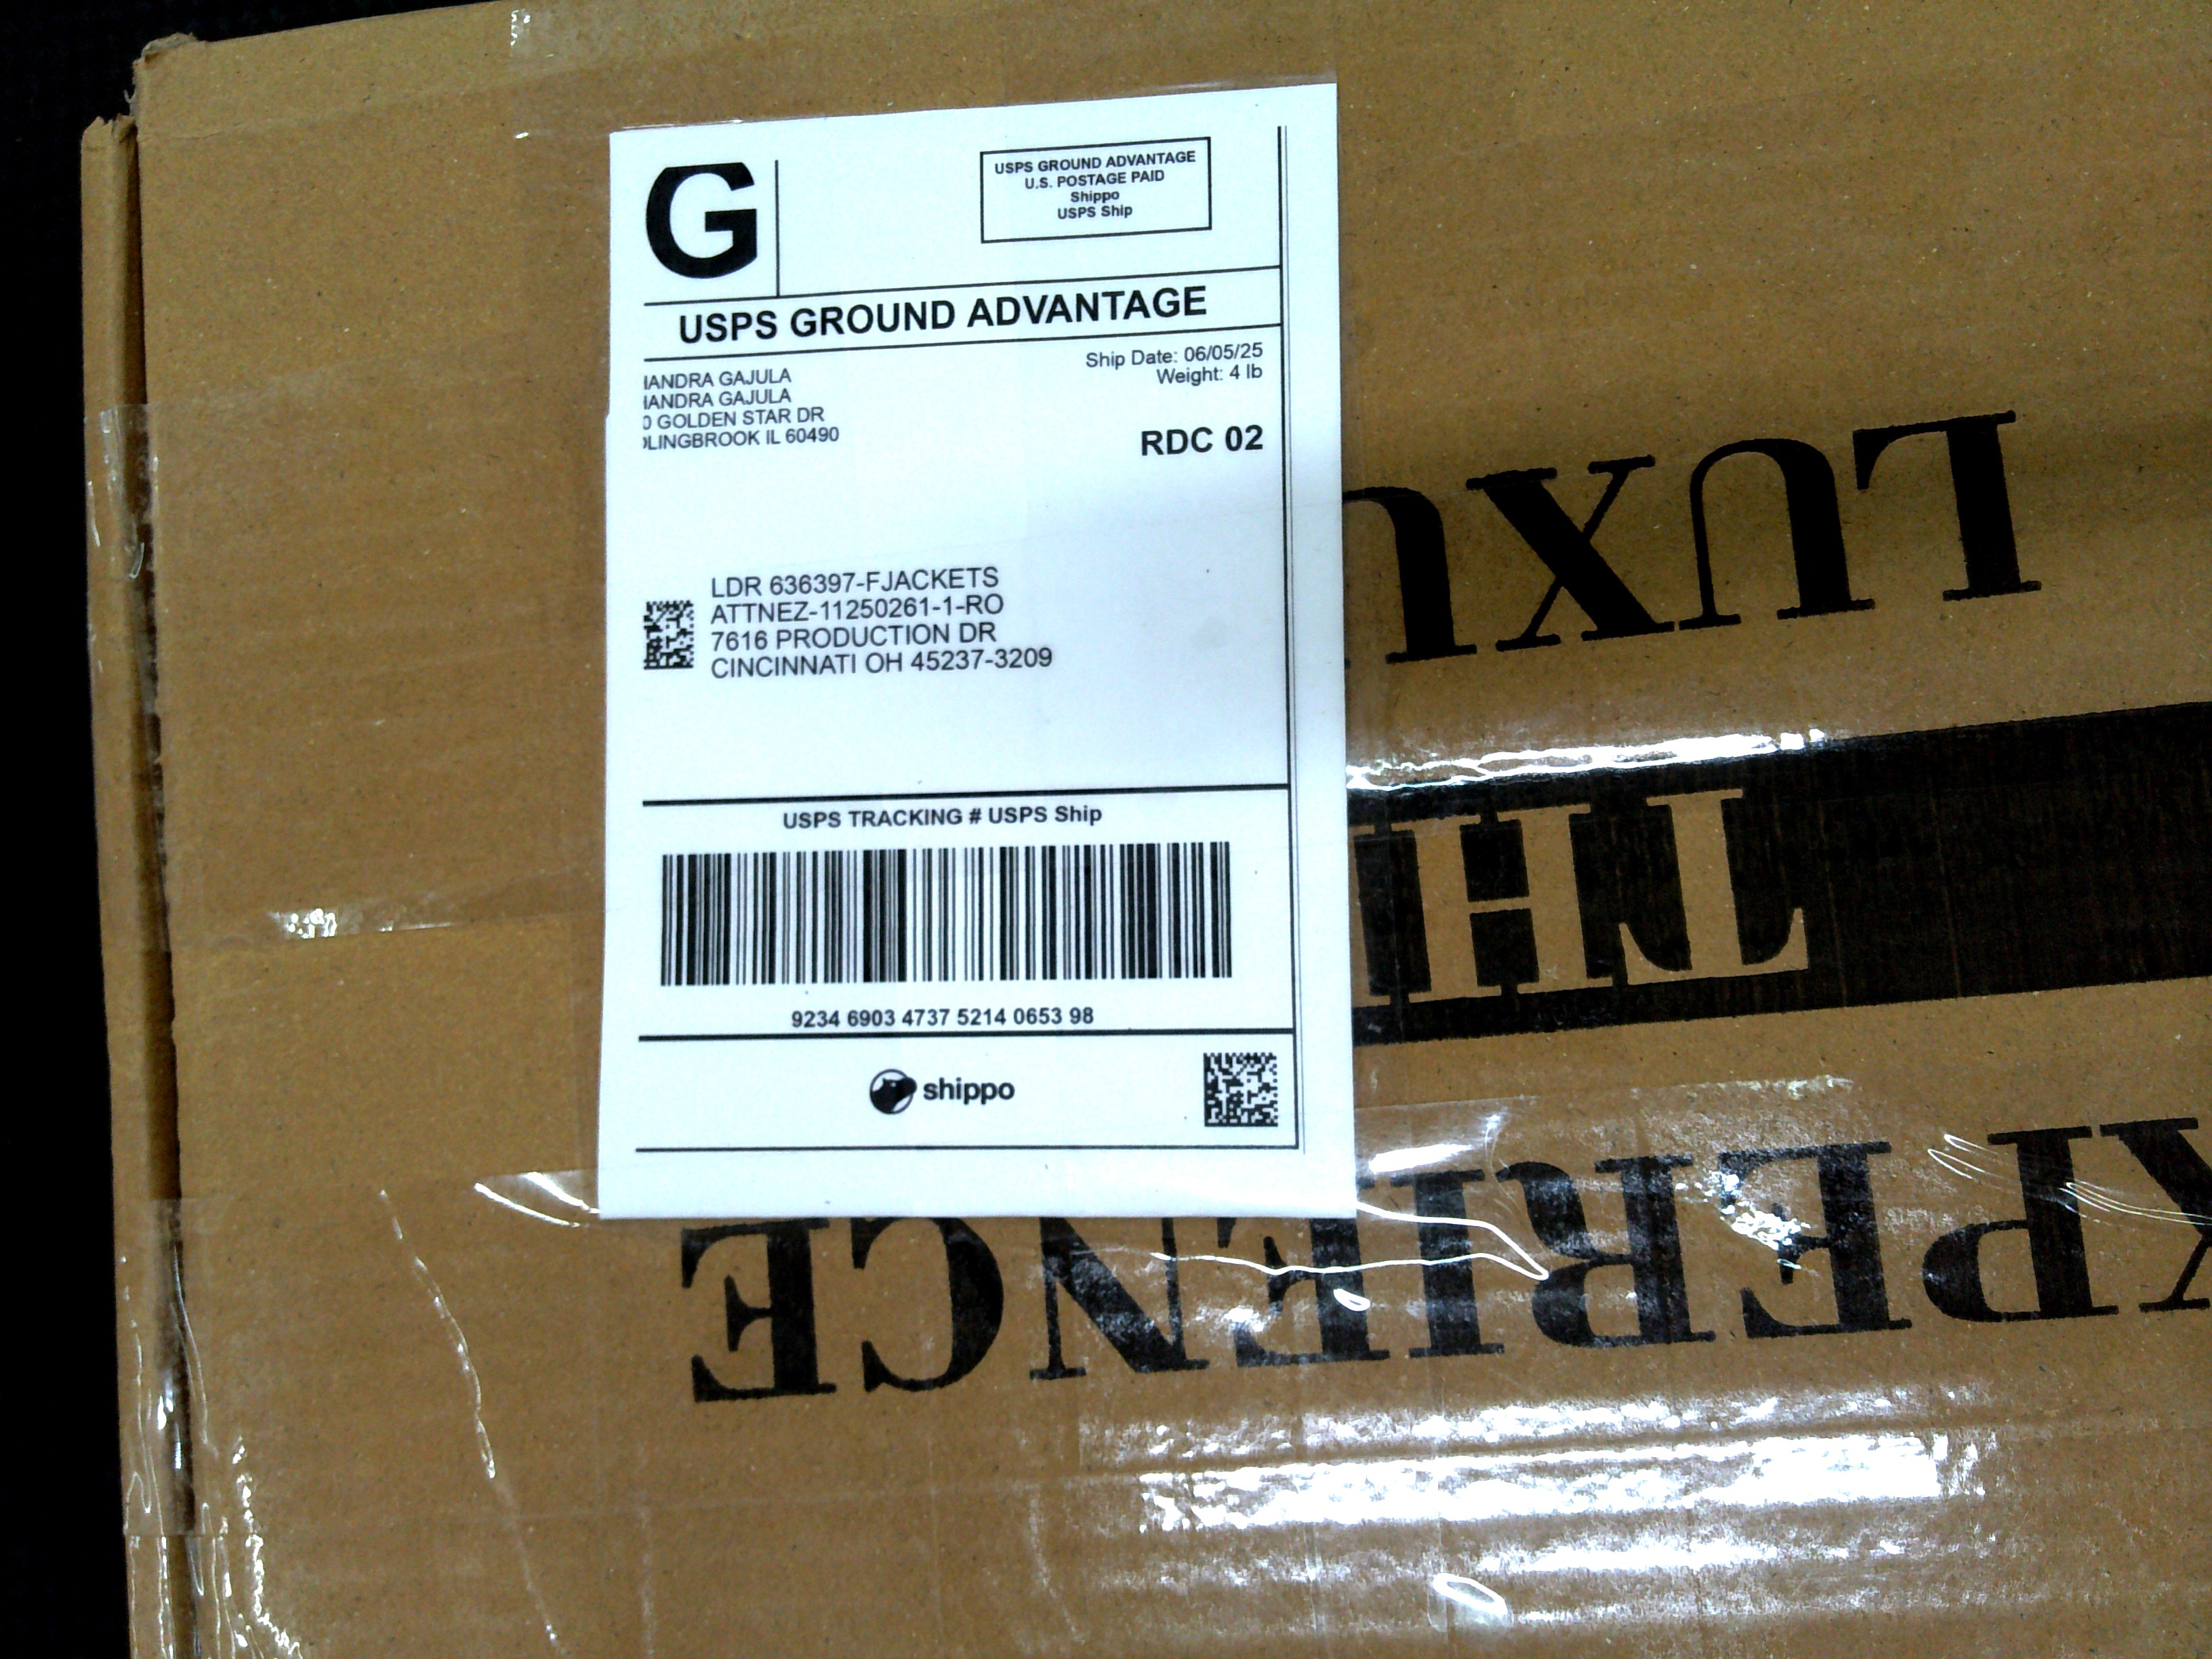 G
USPS GROUND ADVANTAGE
U.S. POSTAGE PAID
Shippo
USPS Ship
USPS GROUND ADVANTAGE
Ship Date: 06/05/25
Weight: 4 lb
IANDRA GAJULA
IANDRA GAJULA
0 GOLDEN STAR DR
LINGBROOK IL 60490
RDC 02
LDR 636397-FJACKETS
ATTNEZ-11250261-1-RO
7616 PRODUCTION DR
CINCINNATI OH 45237-3209
USPS TRACKING # USPS Ship
9234 6903 4737 5214 0653 98
shippo
LUXU
TH
XPERIENCE